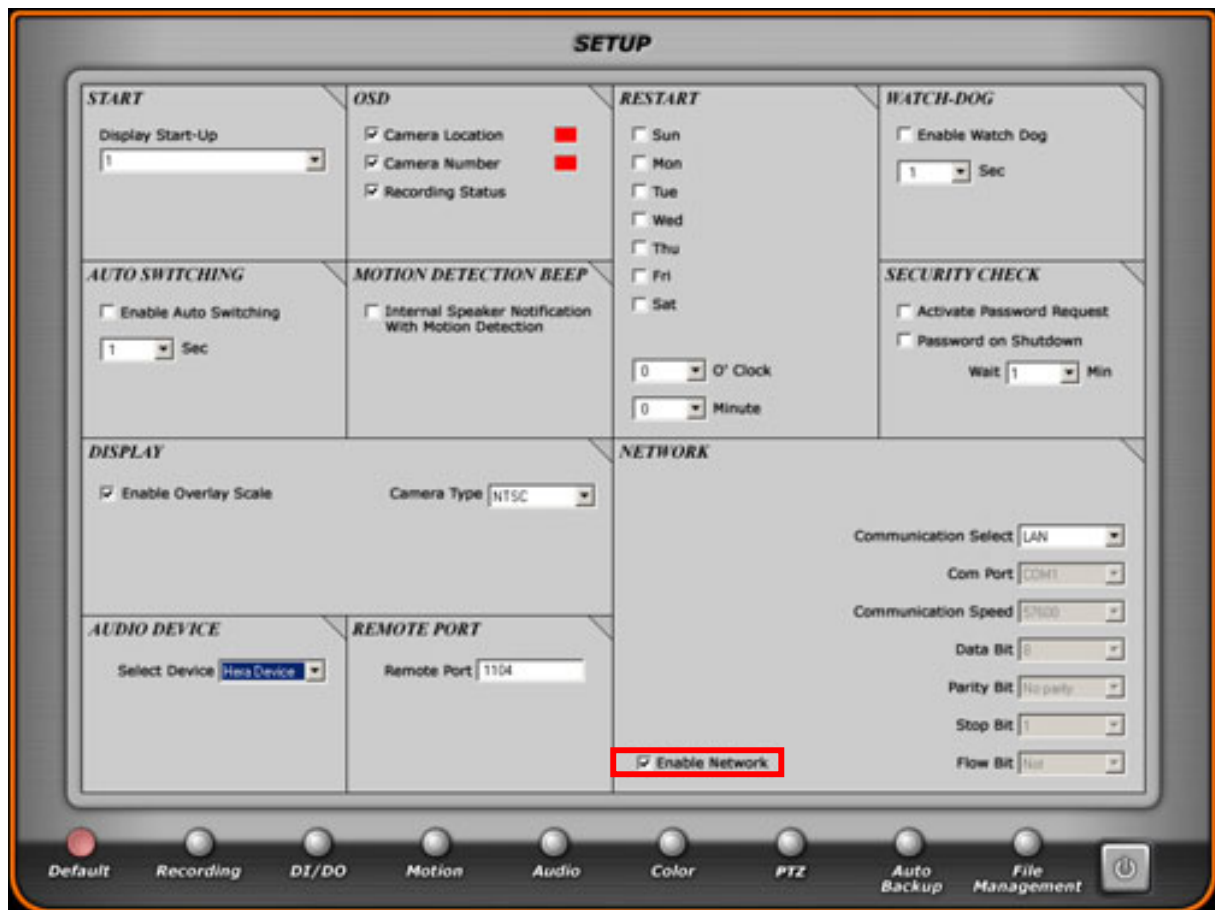 SETUP
START
Display Start-Up
1
OSD
Camera Location
Camera Number
Recording Status
RESTART
Sun
Mon
Tue
Wed
Thu
Fri
Sat
0 O' Clock
0 Minute
WATCH-DOG
Enable Watch Dog
1 Sec
AUTO SWITCHING
Enable Auto Switching
1 Sec
MOTION DETECTION BEEP
Internal Speaker Notification
With Motion Detection
SECURITY CHECK
Activate Password Request
Password on Shutdown
Wait 1 Min
DISPLAY
Enable Overlay Scale
Camera Type NTSC
NETWORK
Communication Select LAN
Com Port COM1
Communication Speed 57600
Data Bit 8
Parity Bit No parity
Stop Bit 1
Flow Bit Not
Enable Network
AUDIO DEVICE
Select Device Hera Device
REMOTE PORT
Remote Port 1104
Default
Recording
DI/DO
Motion
Audio
Color
PTZ
Auto
Backup
File
Management